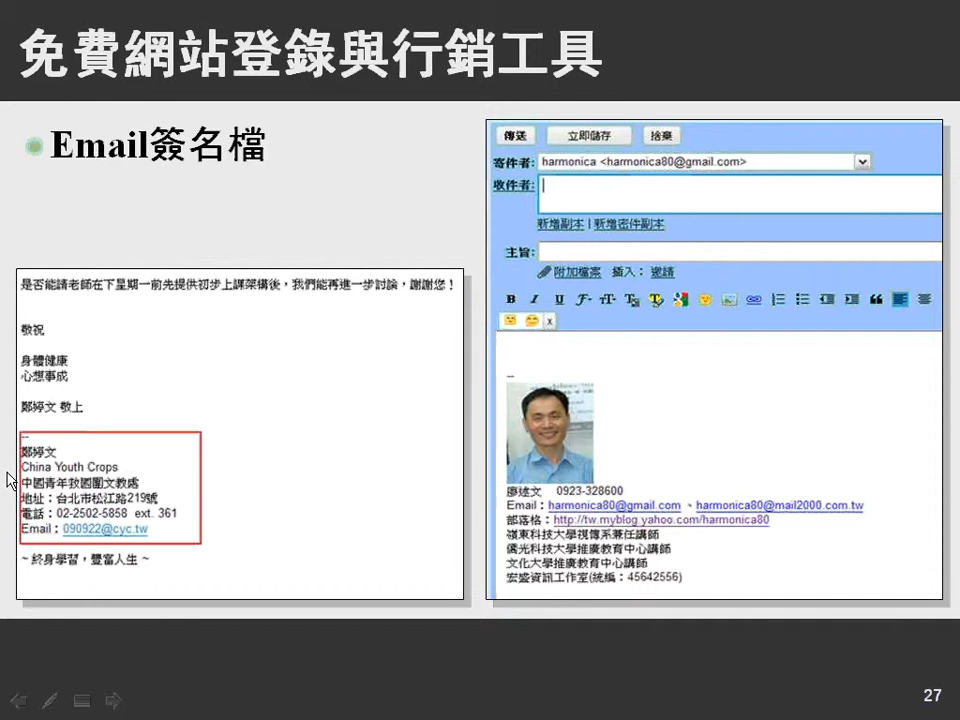 免費網站登錄與行銷工具
Email簽名檔
是否能請老師在下星期一前先提供初步上課架構後，我們能再進一步討論，謝謝您！
敬祝
身體健康
心想事成
鄭婷文 敬上
--
鄭婷文
China Youth Crops
中國青年救國團文教處
地址：台北市松江路219號
電話：02-2502-5858 ext. 361
Email：090922@cyc.tw
~ 終身學習，豐富人生 ~
傳送 立即儲存 捨棄
寄件者: harmonica <harmonica80@gmail.com>
收件者:
新增副本 | 新增密件副本
主旨:
附加檔案 插入： 邀請
--
廖述文 0923-328600
Email：harmonica80@gmail.com 、harmonica80@mail2000.com.tw
部落格：http://tw.myblog.yahoo.com/harmonica80
嶺東科技大學視傳系兼任講師
僑光科技大學推廣教育中心講師
文化大學推廣教育中心講師
宏盛資訊工作室(統編：45642556)
27